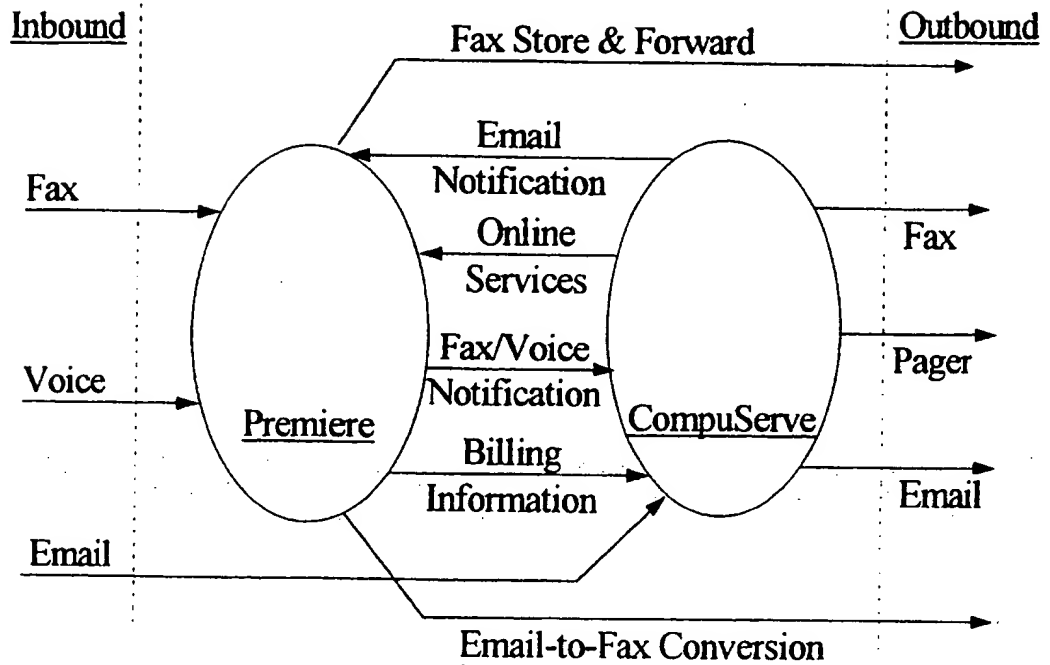 Inbound
Outbound
Fax Store & Forward
Email
Notification
Fax
Online
Services
Fax
Fax/Voice
Notification
Pager
Voice
Premiere
CompuServe
Billing
Information
Email
Email
Email-to-Fax Conversion